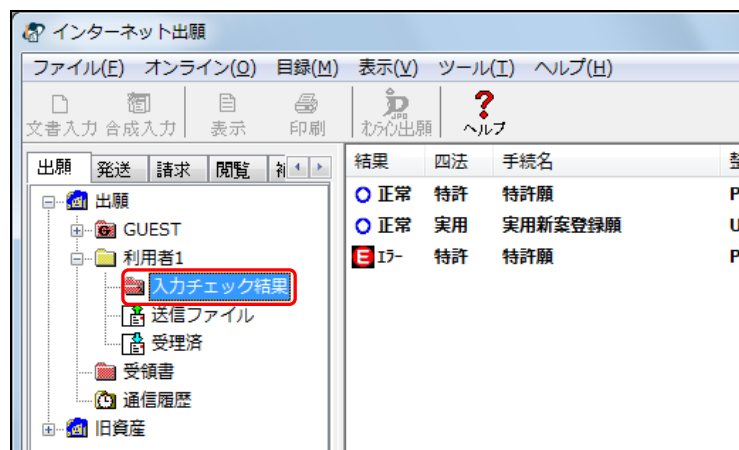 インターネット出願
ファイル(F) オンライン(O) 目録(M) 表示(V) ツール(T) ヘルプ(H)
文書入力 合成入力 表示 印刷 オンライン出願 ヘルプ
出願 発送 請求 閲覧
結果 四法 手続名
出願
GUEST
利用者1
入力チェック結果
送信ファイル
受理済
受領書
通信履歴
旧資産
正常 特許 特許願 P
正常 実用 実用新案登録願 U
E エラー 特許 特許願 P